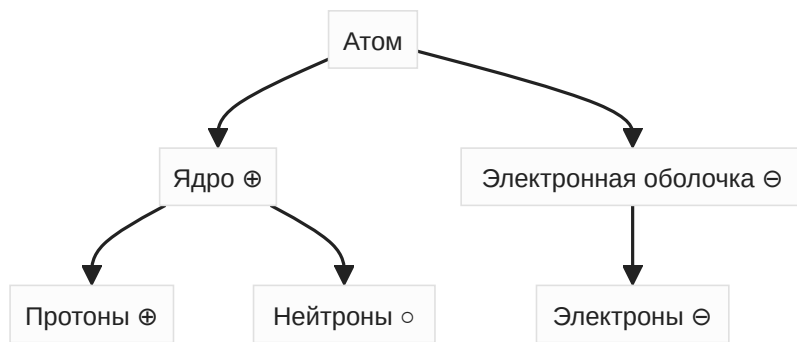 Атом
Ядро ⊕
Электронная оболочка ⊖
Протоны ⊕
Нейтроны ○
Электроны ⊖